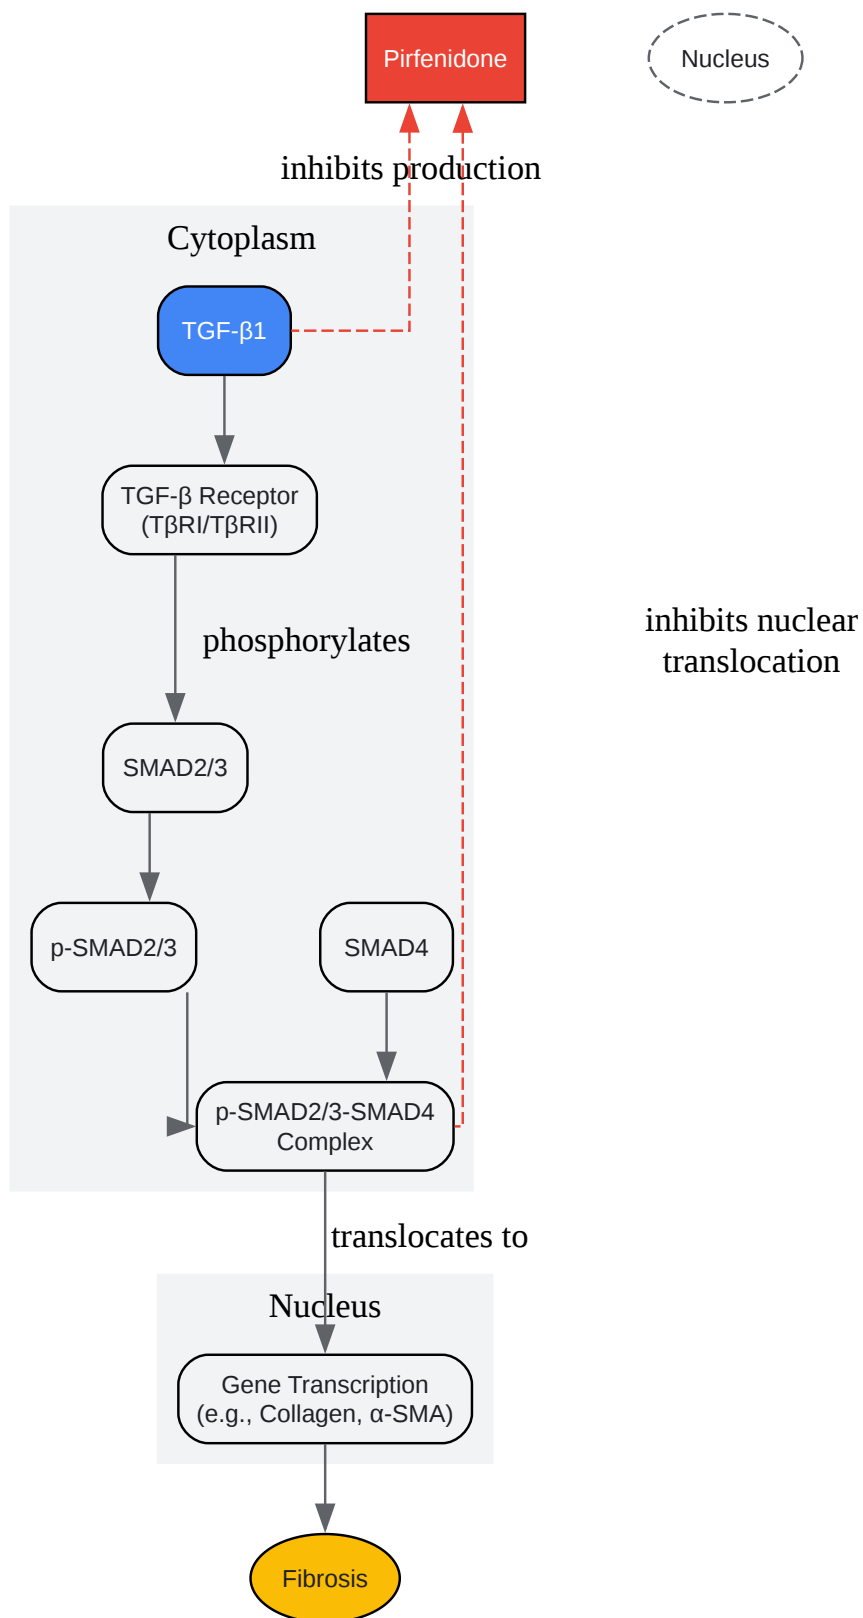 Pirfenidone
Nucleus
inhibits production
Cytoplasm
TGF-β1
TGF-β Receptor
(TβRI/TβRII)
phosphorylates
inhibits nuclear
translocation
SMAD2/3
p-SMAD2/3
SMAD4
p-SMAD2/3-SMAD4
Complex
translocates to
Nucleus
Gene Transcription
(e.g., Collagen, α-SMA)
Fibrosis